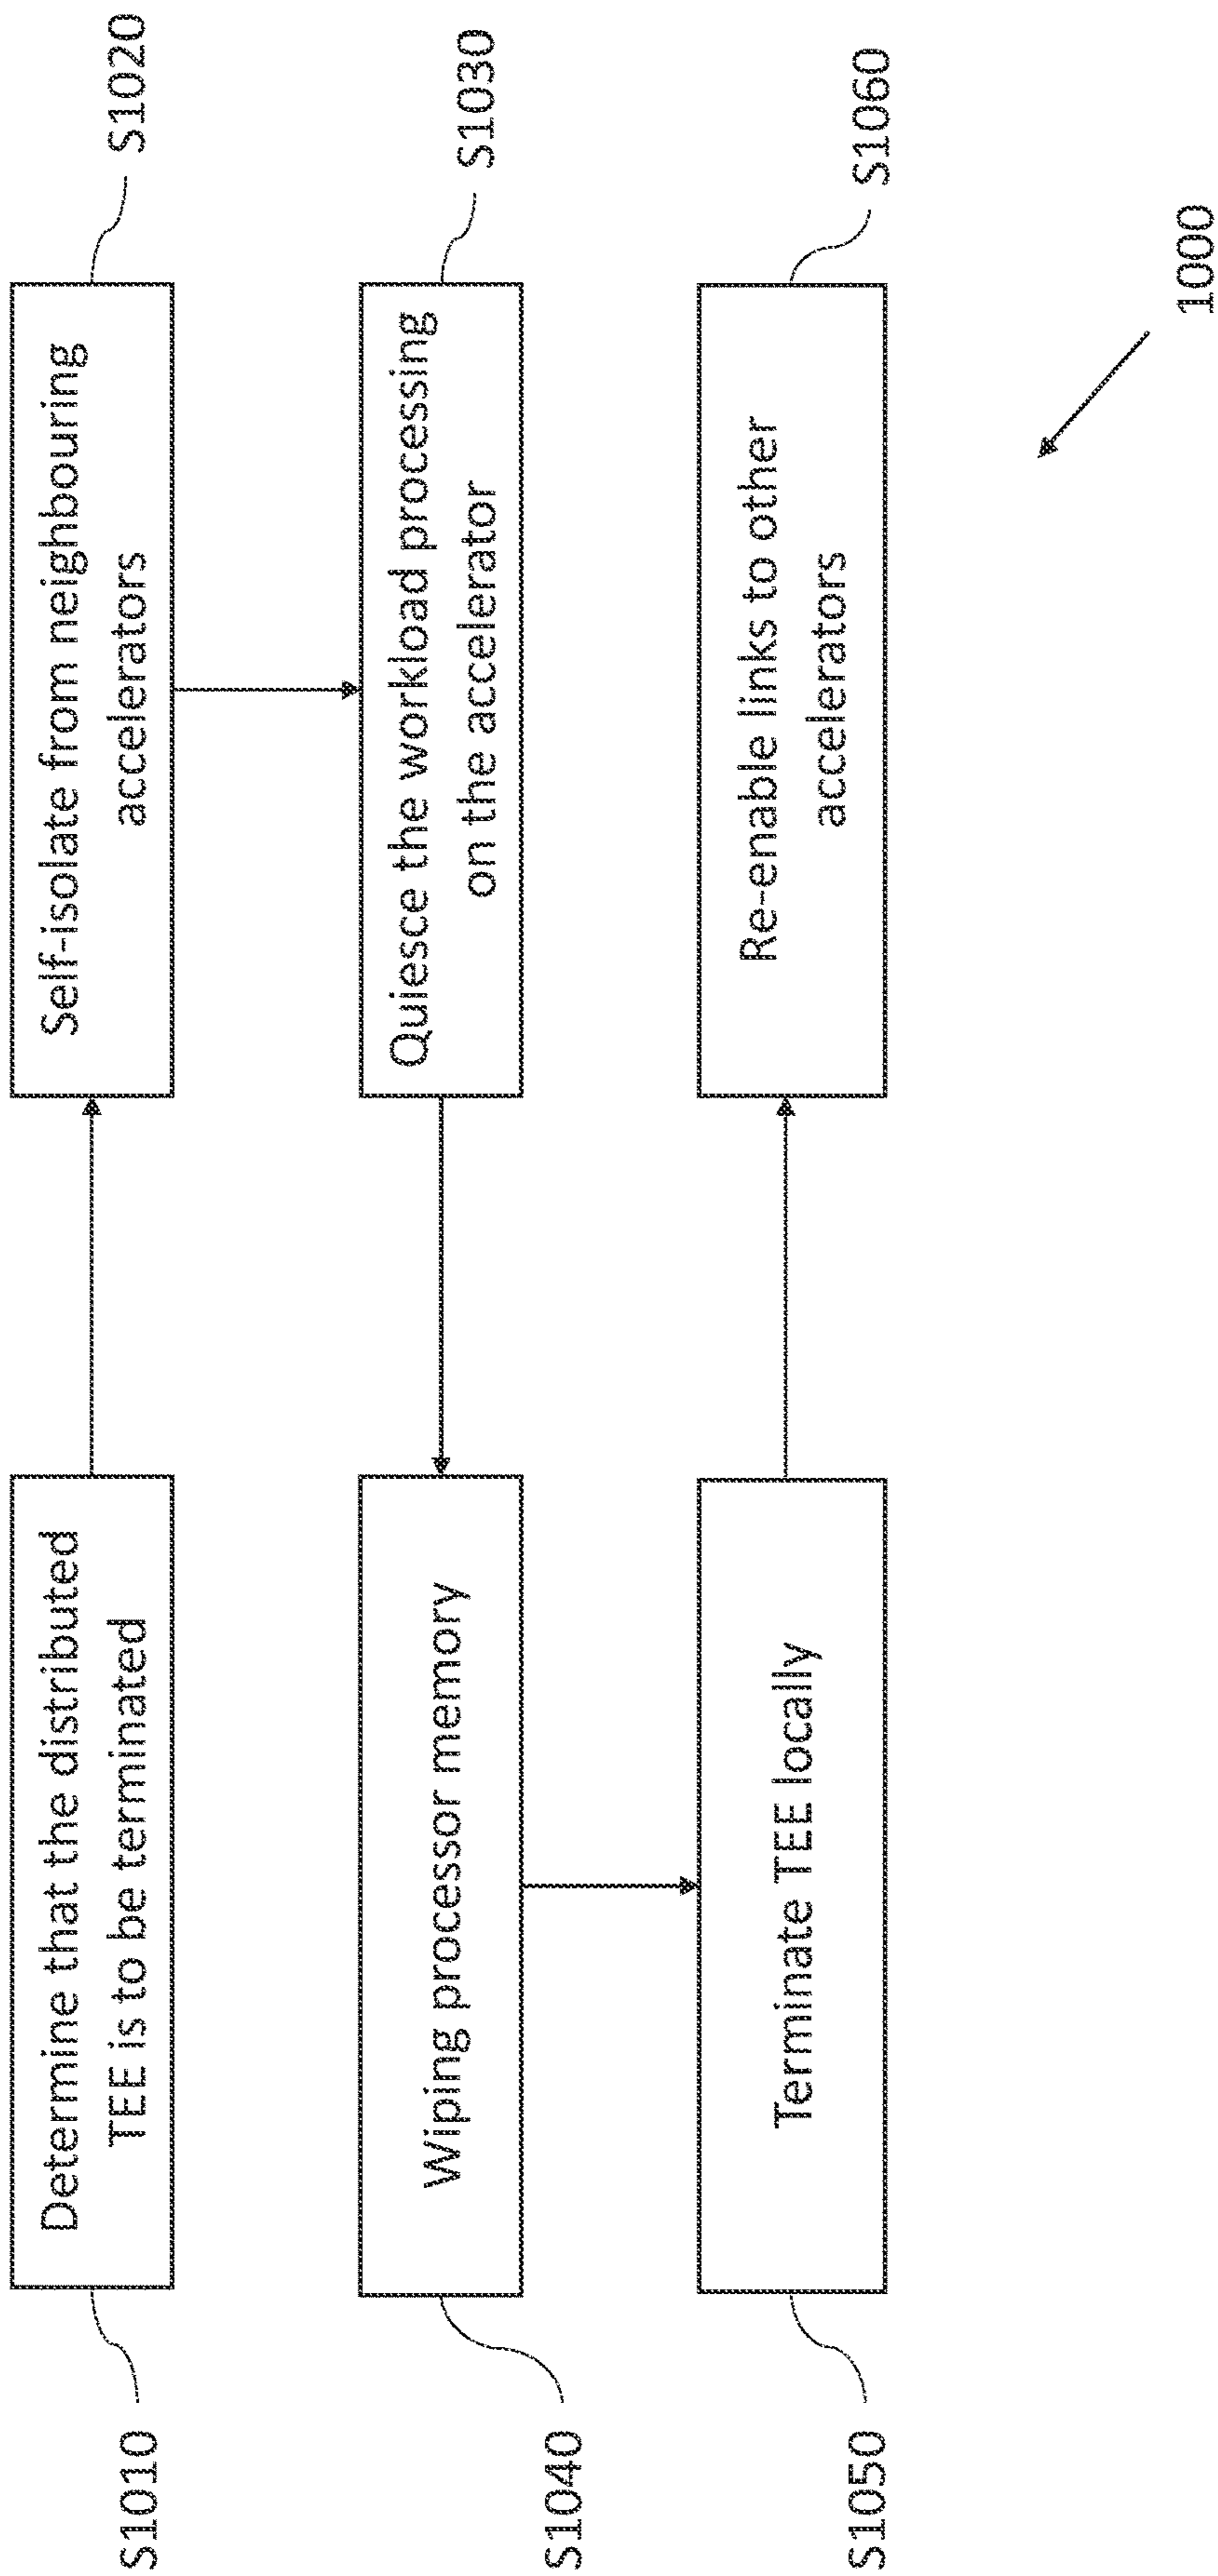 S1010
Determine that the distributed
TEE is to be terminated
Self-isolate from neighbouring
accelerators
S1020
Quiesce the workload processing
on the accelerator
S1030
S1040
Wiping processor memory
S1050
Terminate TEE locally
Re-enable links to other
accelerators
S1060
1000